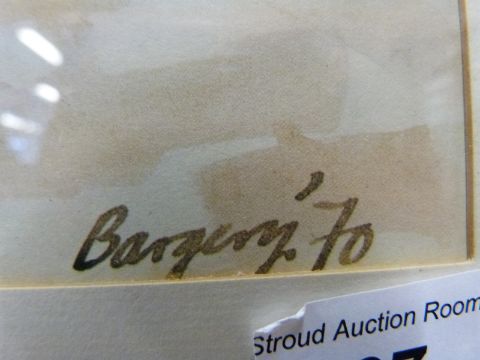 Bargery, '70
Stroud Auction Room